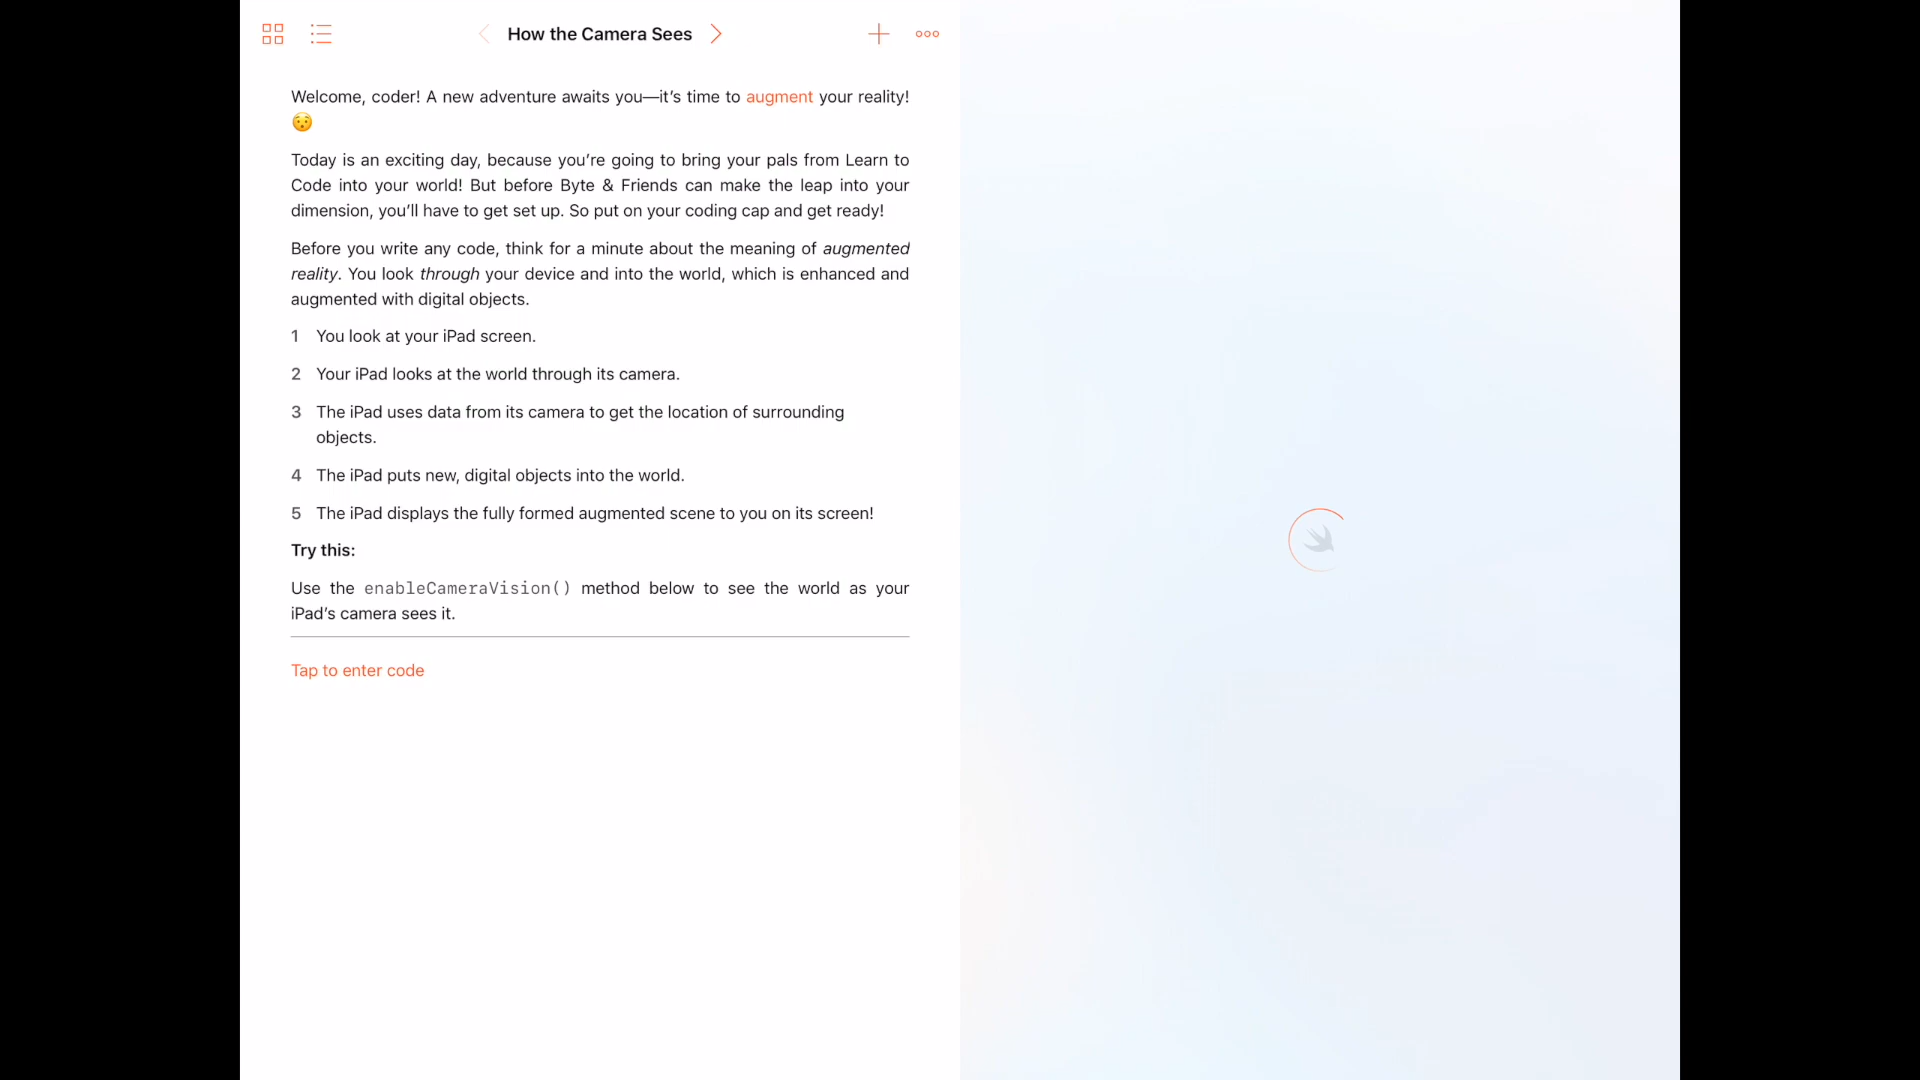 How the Camera Sees
Welcome, coder! A new adventure awaits you—it’s time to augment your reality!
😯
Today is an exciting day, because you’re going to bring your pals from Learn to
Code into your world! But before Byte & Friends can make the leap into your
dimension, you’ll have to get set up. So put on your coding cap and get ready!
Before you write any code, think for a minute about the meaning of augmented
reality. You look through your device and into the world, which is enhanced and
augmented with digital objects.
1 You look at your iPad screen.
2 Your iPad looks at the world through its camera.
3 The iPad uses data from its camera to get the location of surrounding
objects.
4 The iPad puts new, digital objects into the world.
5 The iPad displays the fully formed augmented scene to you on its screen!
Try this:
Use the enableCameraVision() method below to see the world as your
iPad’s camera sees it.
Tap to enter code